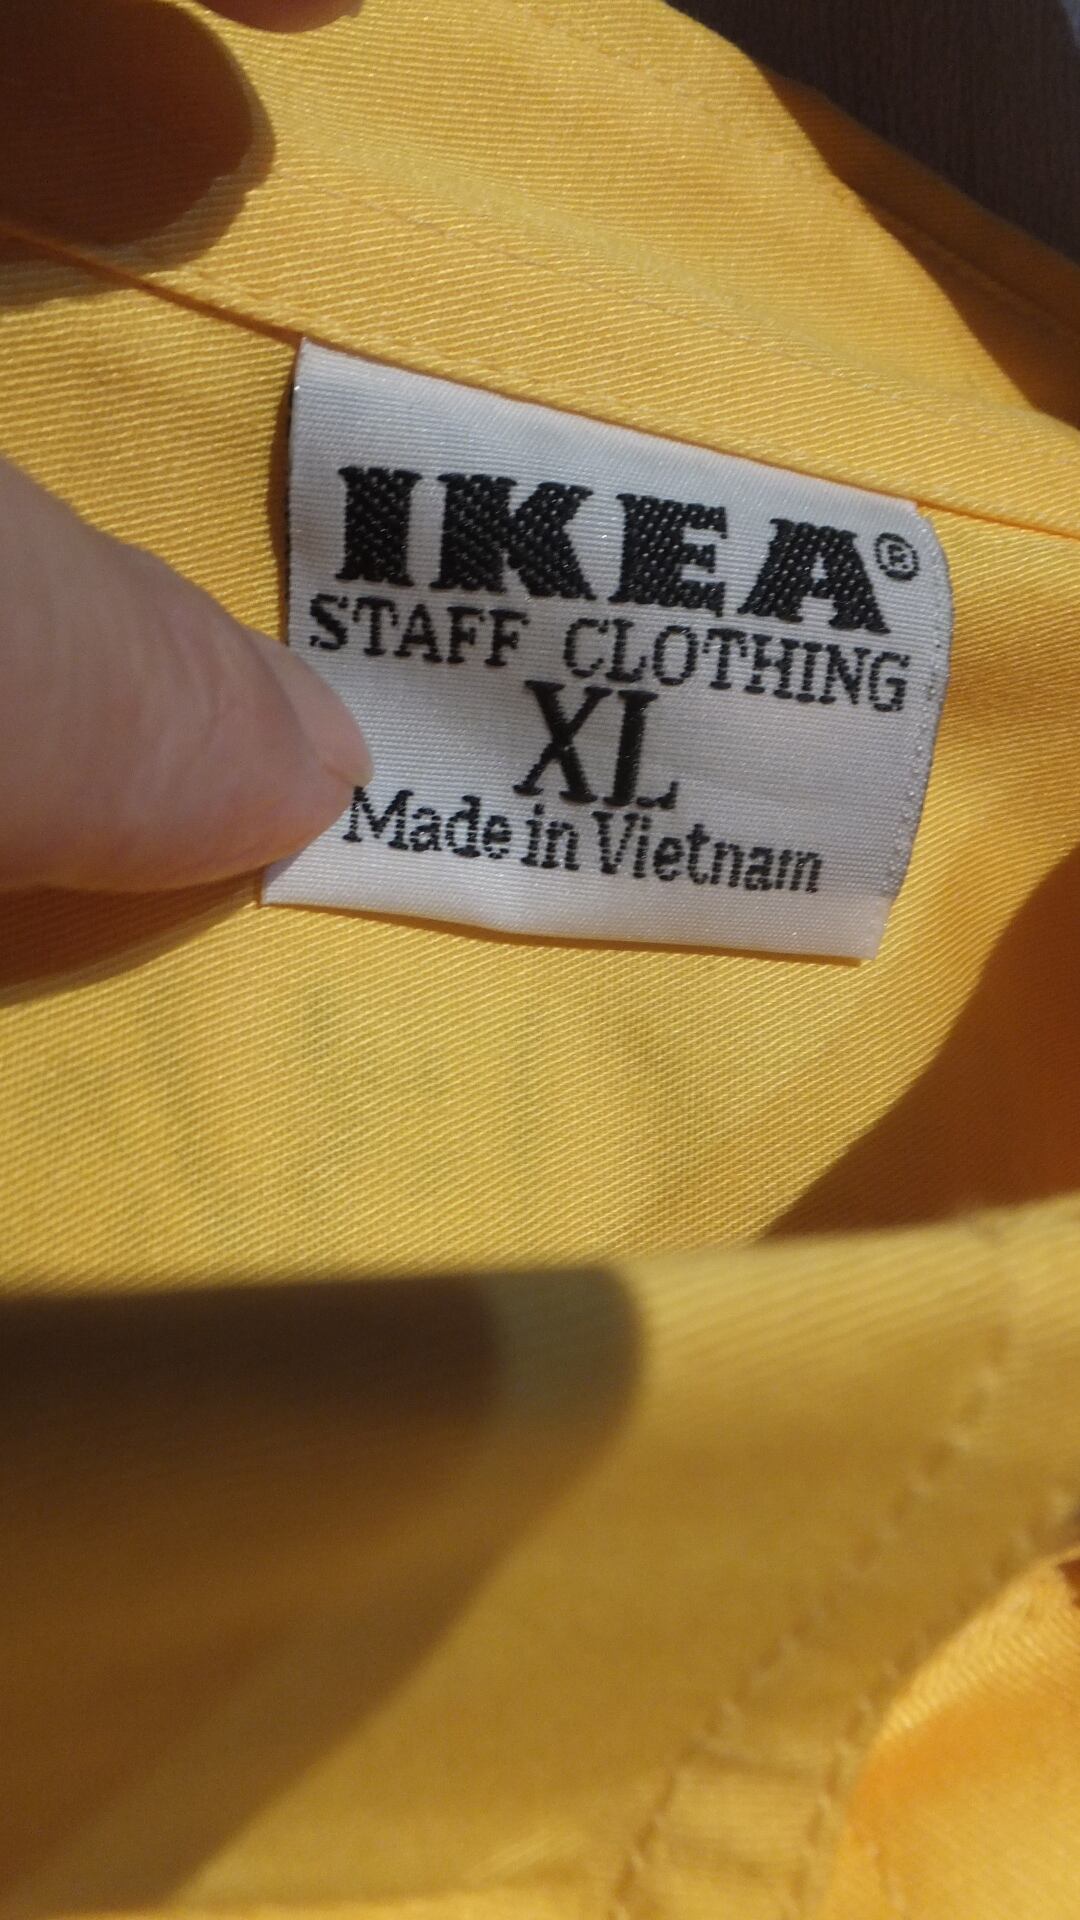 IKEA®
STAFF CLOTHING
XL
Made in Vietnam